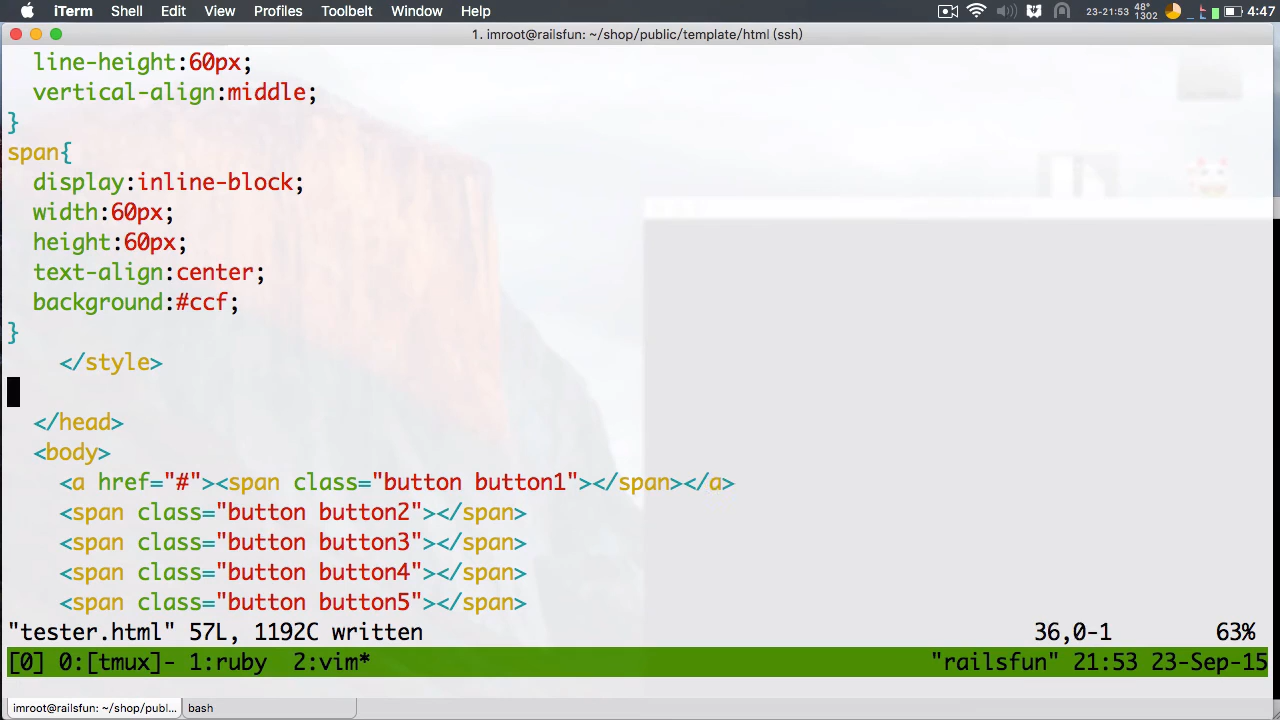 iTerm Shell Edit View Profiles Toolbelt Window Help 23-21:53 48° 1302 4:47
1. imroot@railsfun: ~/shop/public/template/html (ssh)
line-height:60px;
vertical-align:middle;
}
span{
display:inline-block;
width:60px;
height:60px;
text-align:center;
background:#ccf;
}
</style>
</head>
<body>
<a href="#"><span class="button button1"></span></a>
<span class="button button2"></span>
<span class="button button3"></span>
<span class="button button4"></span>
<span class="button button5"></span>
"tester.html" 57L, 1192C written 36,0-1 63%
[0] 0:[tmux]- 1:ruby 2:vim* "railsfun" 21:53 23-Sep-15
imroot@railsfun: ~/shop/publ... bash